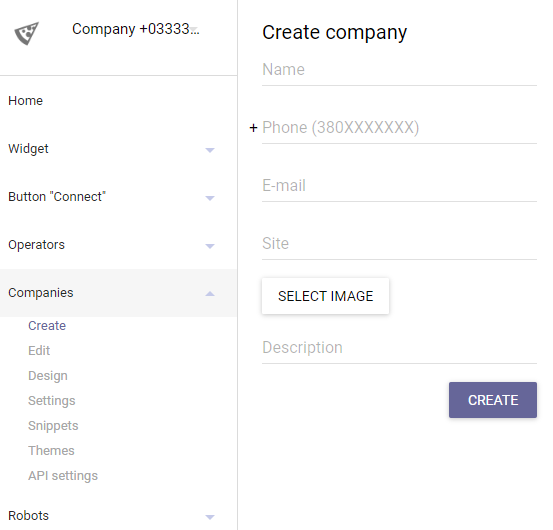 Company +03333...
Home
Widget
Button "Connect"
Operators
Companies
Create
Edit
Design
Settings
Snippets
Themes
API settings
Robots
Create company
Name
+ Phone (380XXXXXXX)
E-mail
Site
SELECT IMAGE
Description
CREATE